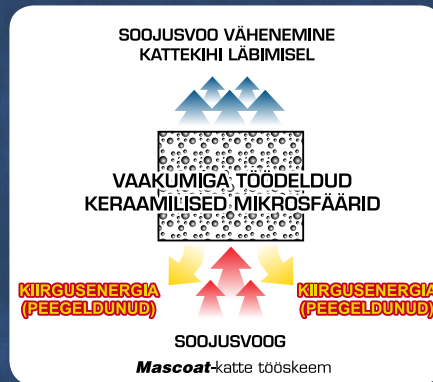 SOOJUSVOO VÄHENEMINE
KATTEKIHI LÄBIMISEL
VAAKUMIGA TÖÖDELDUD
KERAAMILISED MIKROSFÄÄRID
KIIRGUSENERGIA
(PEEGELDUNUD)
KIIRGUSENERGIA
(PEEGELDUNUD)
SOOJUSVOOG
Mascoat-katte tööskeem